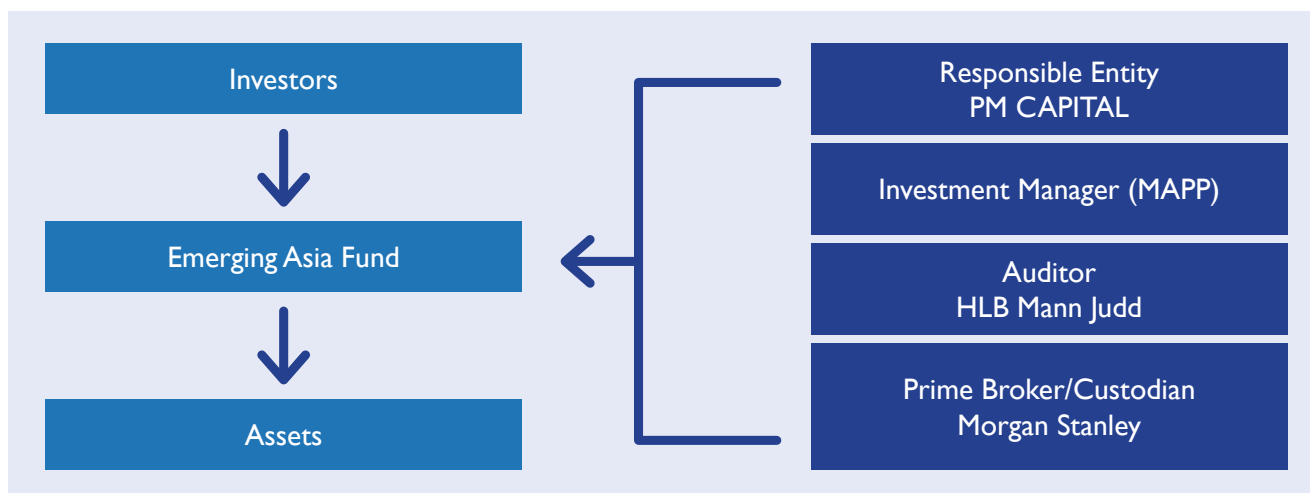 Investors
Emerging Asia Fund
Assets
Responsible Entity
PM CAPITAL
Investment Manager (MAPP)
Auditor
HLB Mann Judd
Prime Broker/Custodian
Morgan Stanley